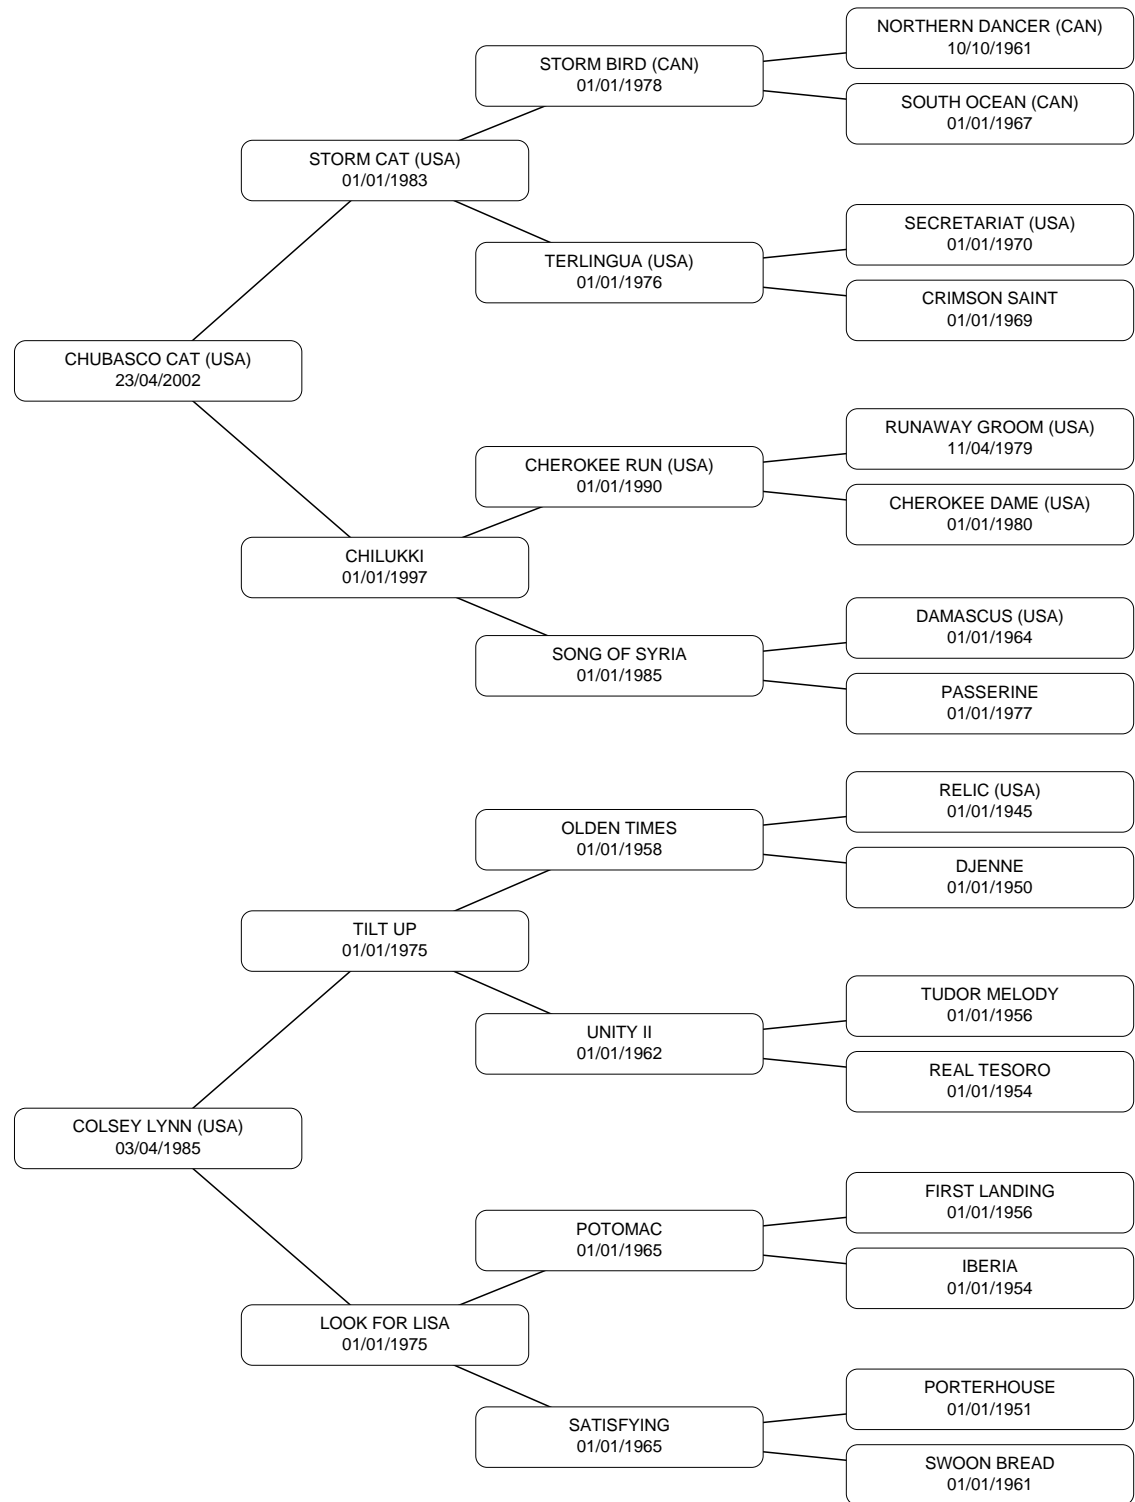 NORTHERN DANCER (CAN)
10/10/1961
STORM BIRD (CAN)
01/01/1978
SOUTH OCEAN (CAN)
01/01/1967
STORM CAT (USA)
01/01/1983
SECRETARIAT (USA)
01/01/1970
TERLINGUA (USA)
01/01/1976
CRIMSON SAINT
01/01/1969
CHUBASCO CAT (USA)
23/04/2002
RUNAWAY GROOM (USA)
11/04/1979
CHEROKEE RUN (USA)
01/01/1990
CHEROKEE DAME (USA)
01/01/1980
CHILUKKI
01/01/1997
DAMASCUS (USA)
01/01/1964
SONG OF SYRIA
01/01/1985
PASSERINE
01/01/1977
RELIC (USA)
01/01/1945
OLDEN TIMES
01/01/1958
DJENNE
01/01/1950
TILT UP
01/01/1975
TUDOR MELODY
01/01/1956
UNITY II
01/01/1962
REAL TESORO
01/01/1954
COLSEY LYNN (USA)
03/04/1985
FIRST LANDING
01/01/1956
POTOMAC
01/01/1965
IBERIA
01/01/1954
LOOK FOR LISA
01/01/1975
PORTERHOUSE
01/01/1951
SATISFYING
01/01/1965
SWOON BREAD
01/01/1961